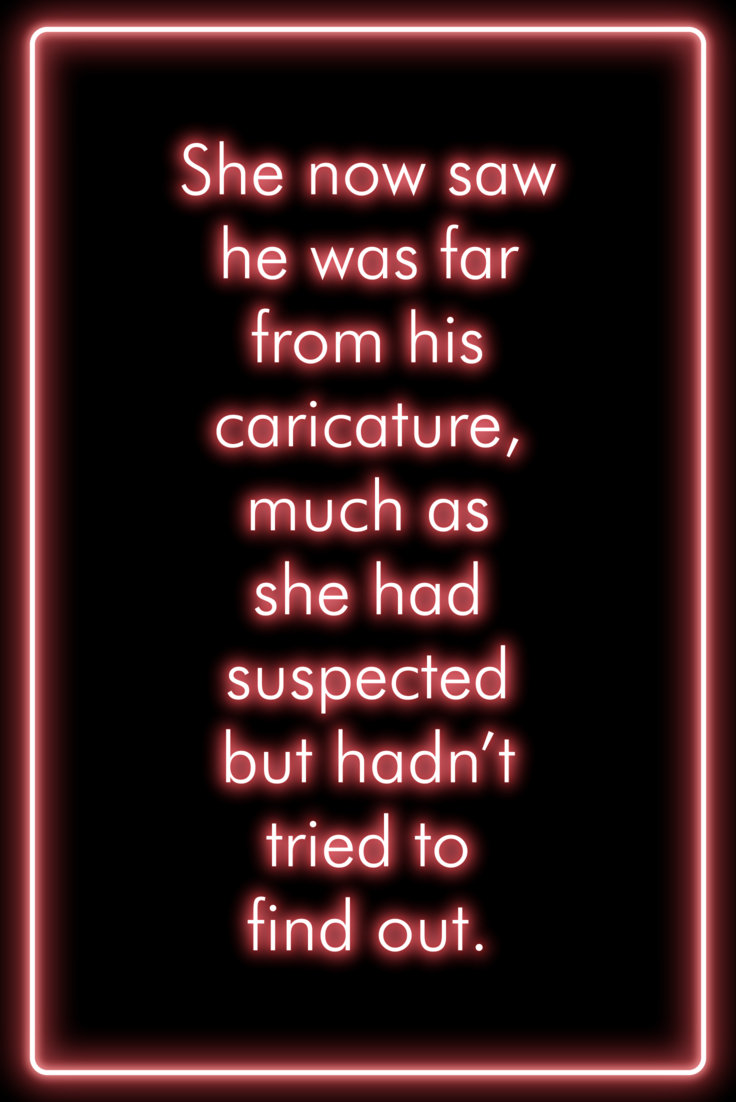 She now saw
he was far
from his
caricature,
much as
she had
suspected
but hadn’t
tried to
find out.